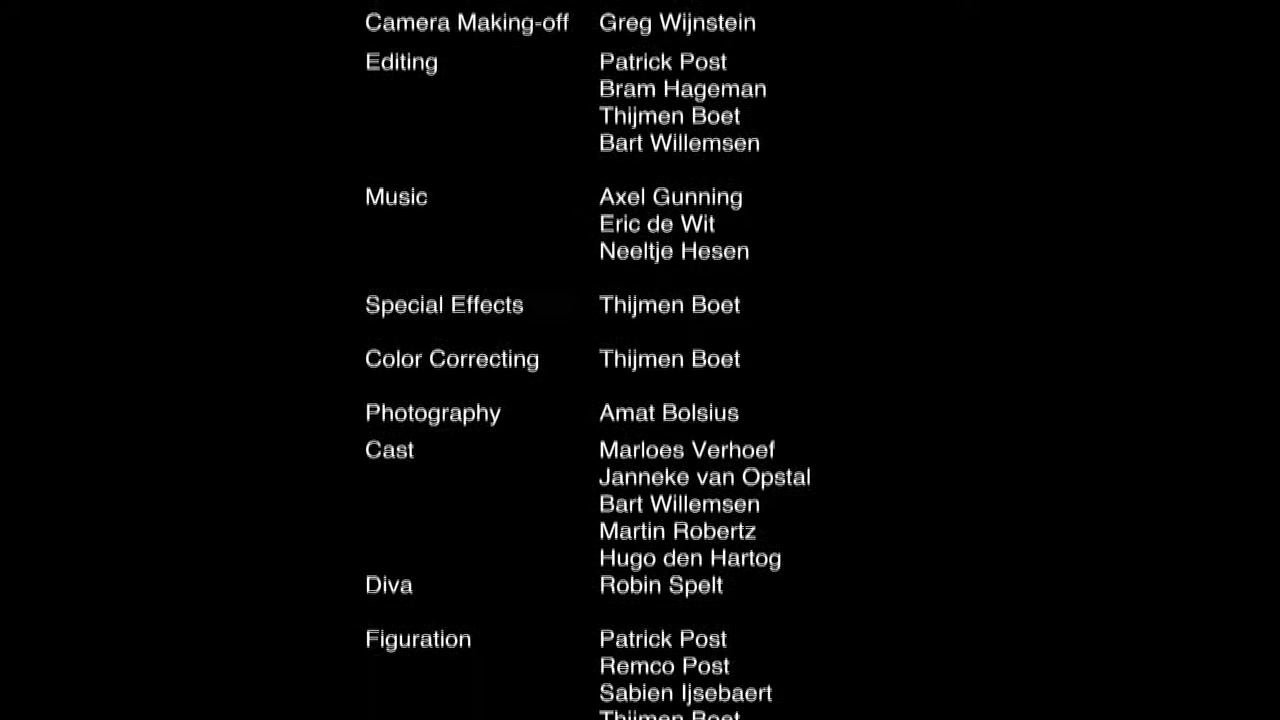 Camera Making-off Greg Wijnstein
Editing Patrick Post
Bram Hageman
Thijmen Boet
Bart Willemsen
Music Axel Gunning
Eric de Wit
Neeltje Hesen
Special Effects Thijmen Boet
Color Correcting Thijmen Boet
Photography Amat Bolsius
Cast Marloes Verhoef
Janneke van Opstal
Bart Willemsen
Martin Robertz
Hugo den Hartog
Diva Robin Spelt
Figuration Patrick Post
Remco Post
Sabien Ijsebaert
Thijmen Boet